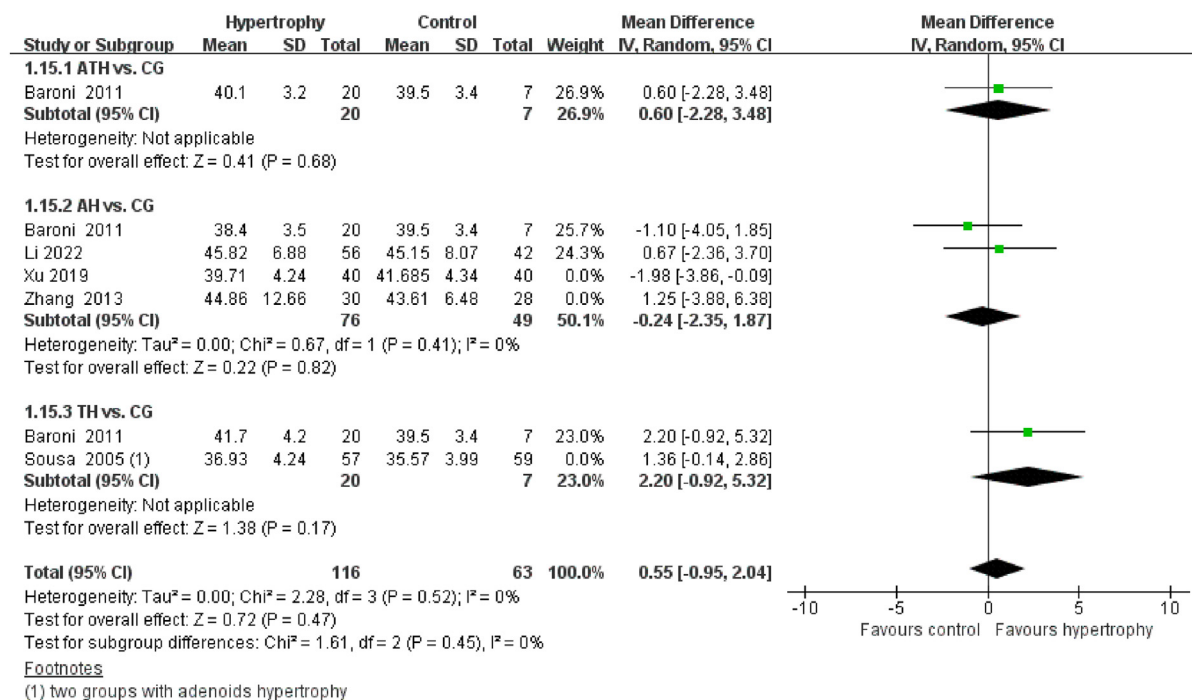 Hypertrophy Control Mean Difference Mean Difference
Study or Subgroup Mean SD Total Mean SD Total Weight IV, Random, 95% CI IV, Random, 95% CI
1.15.1 ATH vs. CG
Baroni 2011 40.1 3.2 20 39.5 3.4 7 26.9% 0.60 [-2.28, 3.48]
Subtotal (95% CI) 20 7 26.9% 0.60 [-2.28, 3.48]
Heterogeneity: Not applicable
Test for overall effect: Z = 0.41 (P = 0.68)
1.15.2 AH vs. CG
Baroni 2011 38.4 3.5 20 39.5 3.4 7 25.7% -1.10 [-4.05, 1.85]
Li 2022 45.82 6.88 56 45.15 8.07 42 24.3% 0.67 [-2.36, 3.70]
Xu 2019 39.71 4.24 40 41.685 4.34 40 0.0% -1.98 [-3.86, -0.09]
Zhang 2013 44.86 12.66 30 43.61 6.48 28 0.0% 1.25 [-3.88, 6.38]
Subtotal (95% CI) 76 49 50.1% -0.24 [-2.35, 1.87]
Heterogeneity: Tau² = 0.00; Chi² = 0.67, df = 1 (P = 0.41); I² = 0%
Test for overall effect: Z = 0.22 (P = 0.82)
1.15.3 TH vs. CG
Baroni 2011 41.7 4.2 20 39.5 3.4 7 23.0% 2.20 [-0.92, 5.32]
Sousa 2005 (1) 36.93 4.24 57 35.57 3.99 59 0.0% 1.36 [-0.14, 2.86]
Subtotal (95% CI) 20 7 23.0% 2.20 [-0.92, 5.32]
Heterogeneity: Not applicable
Test for overall effect: Z = 1.38 (P = 0.17)
Total (95% CI) 116 63 100.0% 0.55 [-0.95, 2.04]
Heterogeneity: Tau² = 0.00; Chi² = 2.28, df = 3 (P = 0.52); I² = 0%
Test for overall effect: Z = 0.72 (P = 0.47)
Test for subgroup differences: Chi² = 1.61, df = 2 (P = 0.45), I² = 0%
-10 -5 0 5 10
Favours control Favours hypertrophy
Footnotes
(1) two groups with adenoids hypertrophy